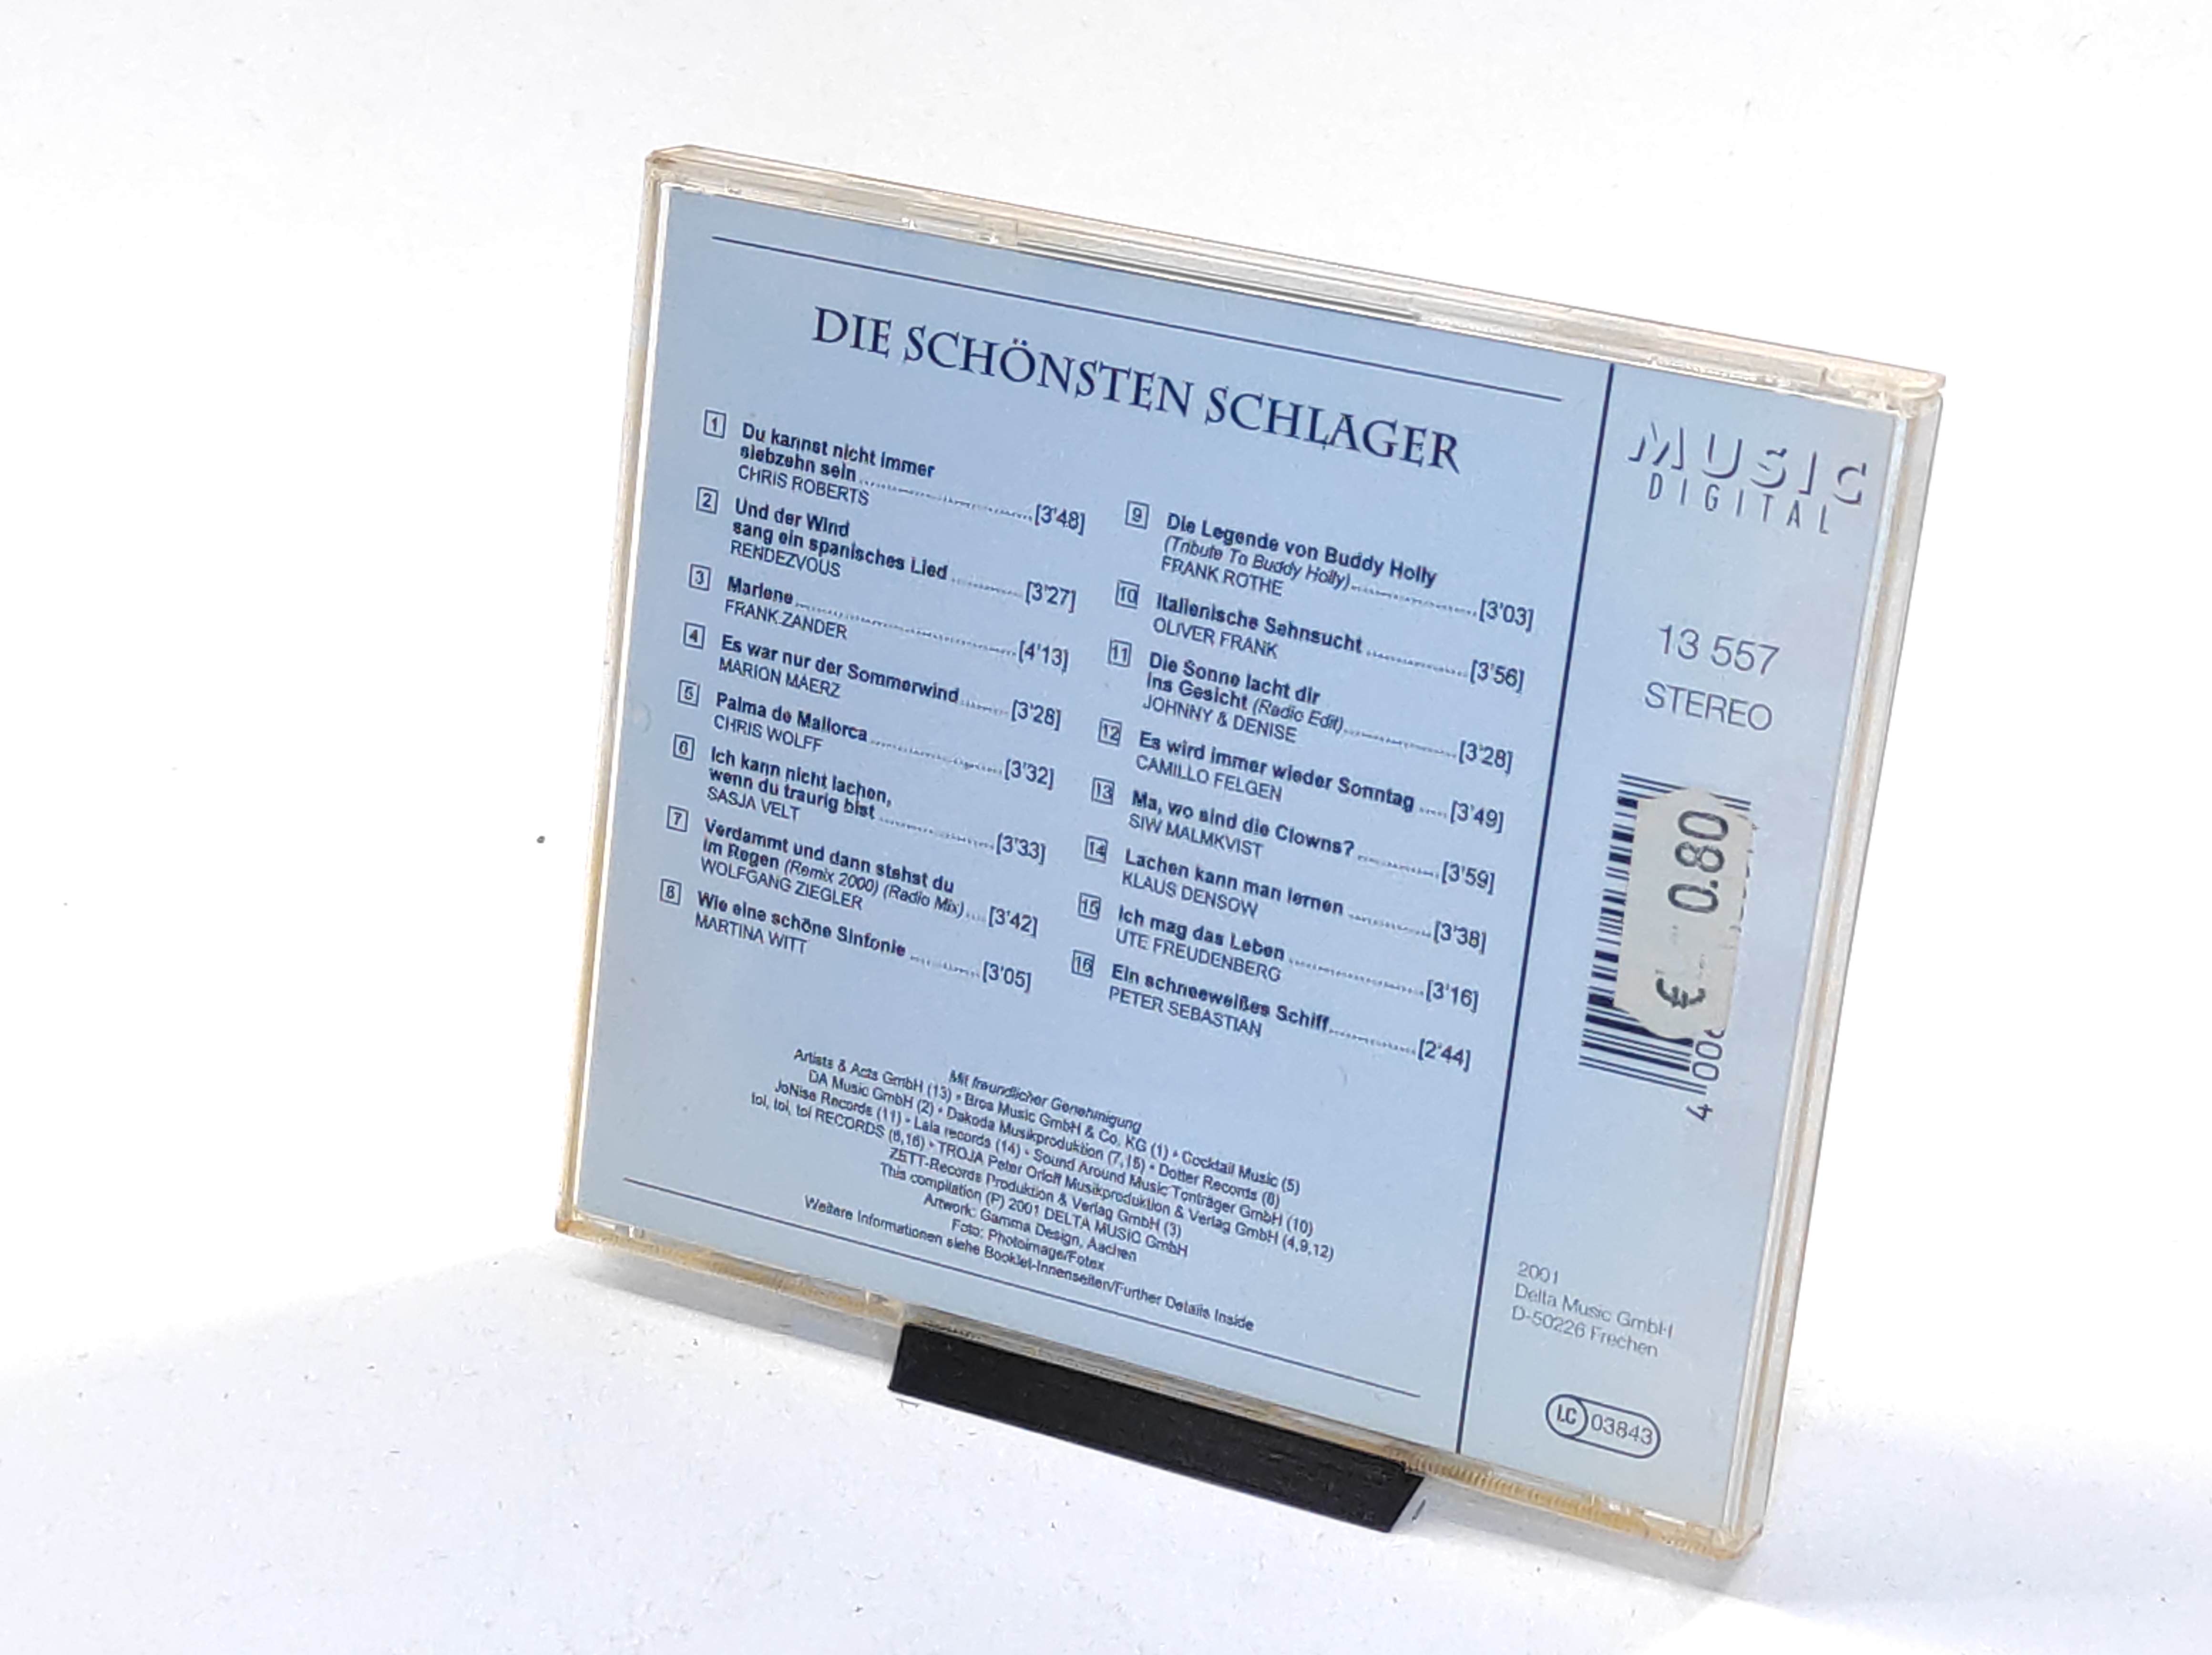 DIE SCHÖNSTEN SCHLAGER
1 Du kannst nicht immer
siebzehn sein [3'48]
CHRIS ROBERTS
2 Und der Wind
sang ein spanisches Lied [3'27]
RENDEZVOUS
3 Marlene [4'13]
FRANK ZANDER
4 Es war nur der Sommerwind [3'28]
MARION MAERZ
5 Palma de Mallorca [3'32]
CHRIS WOLFF
6 Ich kann nicht lachen,
wenn du traurig bist [3'33]
SASJA VELT
7 Verdammt und dann stehst du
im Regen (Remix 2000) (Radio Mix) [3'42]
WOLFGANG ZIEGLER
8 Wie eine schöne Sinfonie [3'05]
MARTINA WITT
9 Die Legende von Buddy Holly
(Tribute To Buddy Holly) [3'03]
FRANK ROTHE
10 Italienische Sehnsucht [3'56]
OLIVER FRANK
11 Die Sonne lacht dir
ins Gesicht (Radio Edit) [3'28]
JOHNNY & DENISE
12 Es wird immer wieder Sonntag [3'49]
CAMILLO FELGEN
13 Ma, wo sind die Clowns? [3'59]
SIW MALMKVIST
14 Lachen kann man lernen [3'38]
KLAUS DENSOW
15 Ich mag das Leben [3'16]
UTE FREUDENBERG
16 Ein schneeweißes Schiff [2'44]
PETER SEBASTIAN
Mit freundlicher Genehmigung
Artists & Acts GmbH (13) • Bros Music GmbH & Co. KG (1) • Cocktail Music (5)
DA Music GmbH (2) • Dakoda Musikproduktion (7,15) • Dotter Records (8)
JoNise Records (11) • Lala records (14) • Sound Around Music Tonträger GmbH (10)
toi, toi, toi RECORDS (6,16) • TROJA Peter Orloff Musikproduktion & Verlag GmbH (4,9,12)
ZETT-Records Produktion & Verlag GmbH (3)
This compilation (P) 2001 DELTA MUSIC GmbH
Artwork: Gamma Design, Aachen
Foto: Photoimage/Fotex
Weitere Informationen siehe Booklet-Innenseiten/Further Details Inside
MUSIC
DIGITAL
13 557
STEREO
€ 0.80
4 006
2001
Delta Music GmbH
D-50226 Frechen
LC 03843